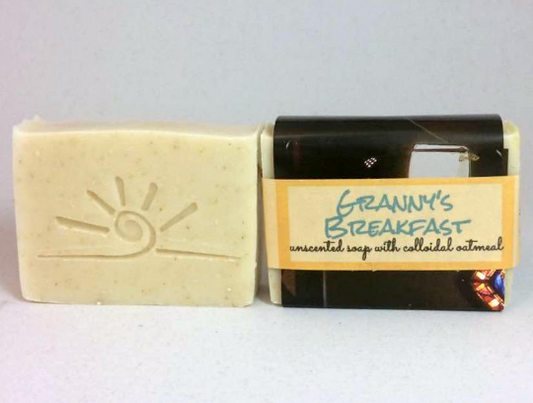 GRANNY'S
BREAKFAST
unscented soap with colloidal oatmeal